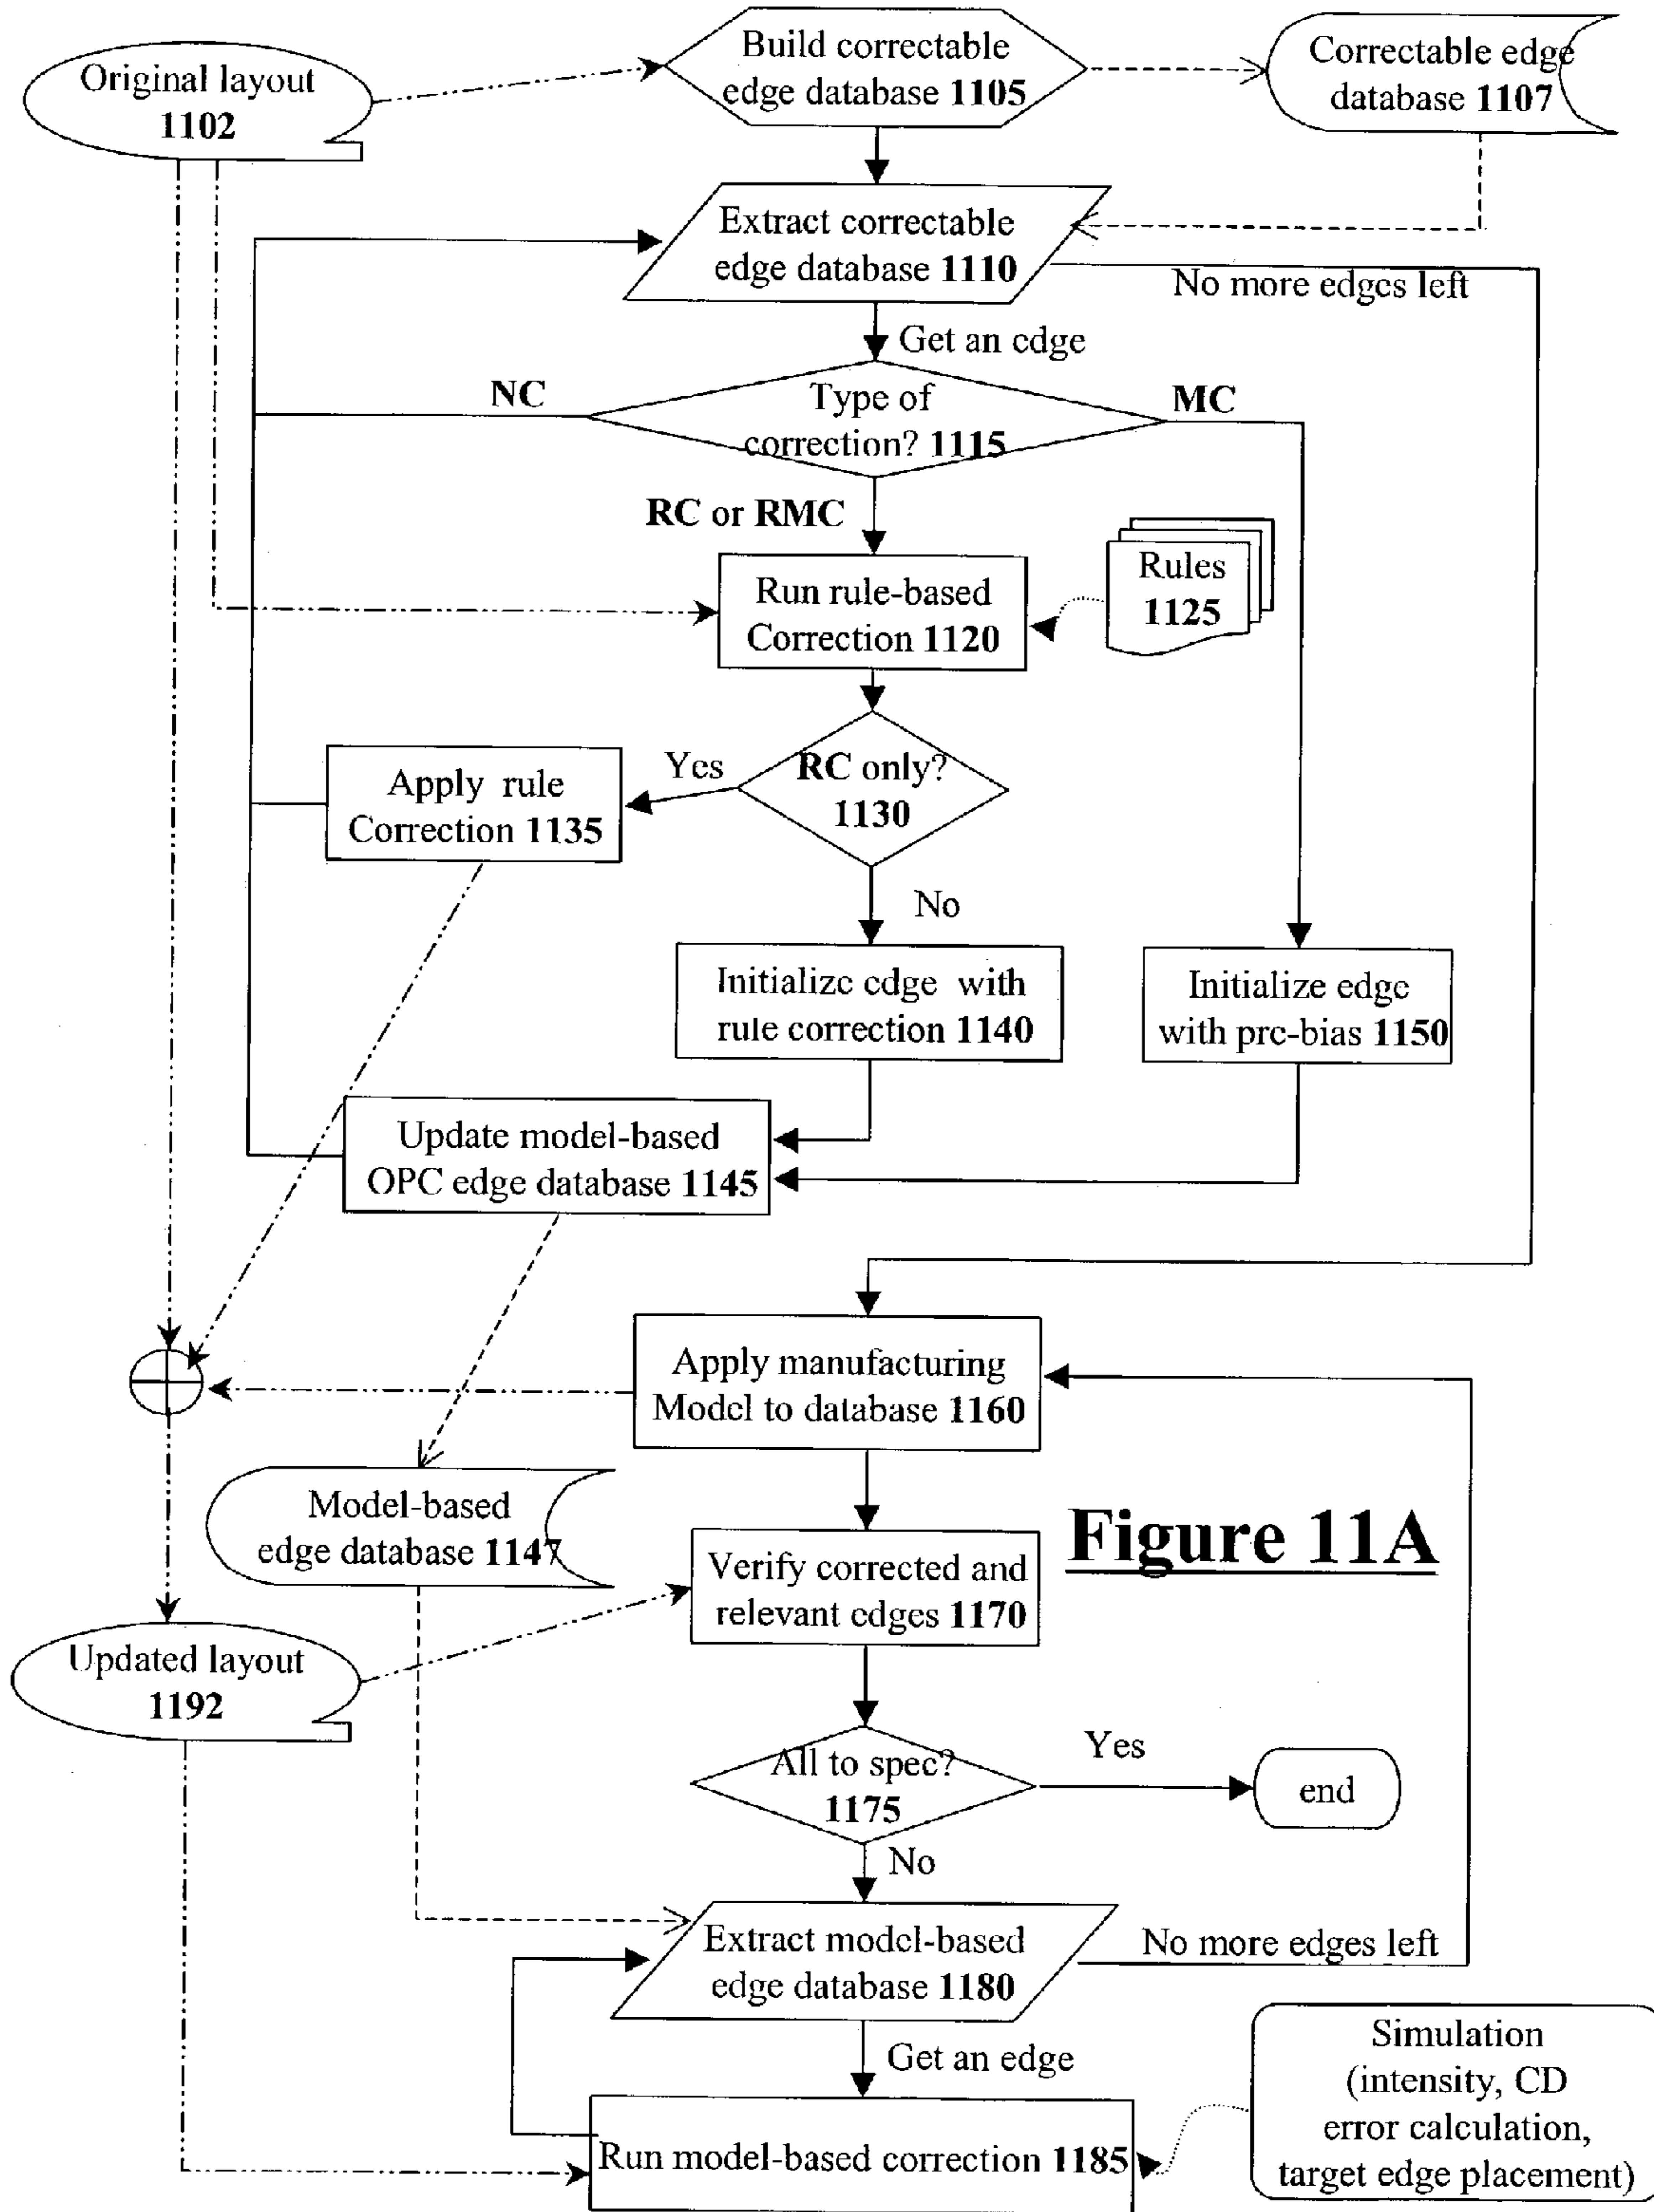 Build correctable
edge database 1105
Correctable edge
database 1107
Original layout
1102
Extract correctable
edge database 1110
No more edges left
Get an edge
NC
Type of
correction? 1115
MC
RC or RMC
Run rule-based
Correction 1120
Rules
1125
Yes
RC only?
1130
Apply rule
Correction 1135
No
Initialize edge with
rule correction 1140
Initialize edge
with pre-bias 1150
Update model-based
OPC edge database 1145
Apply manufacturing
Model to database 1160
Model-based
edge database 1147
Figure 11A
Verify corrected and
relevant edges 1170
Updated layout
1192
All to spec?
1175
Yes
end
No
Extract model-based
edge database 1180
No more edges left
Get an edge
Run model-based correction 1185
Simulation
(intensity, CD
error calculation,
target edge placement)